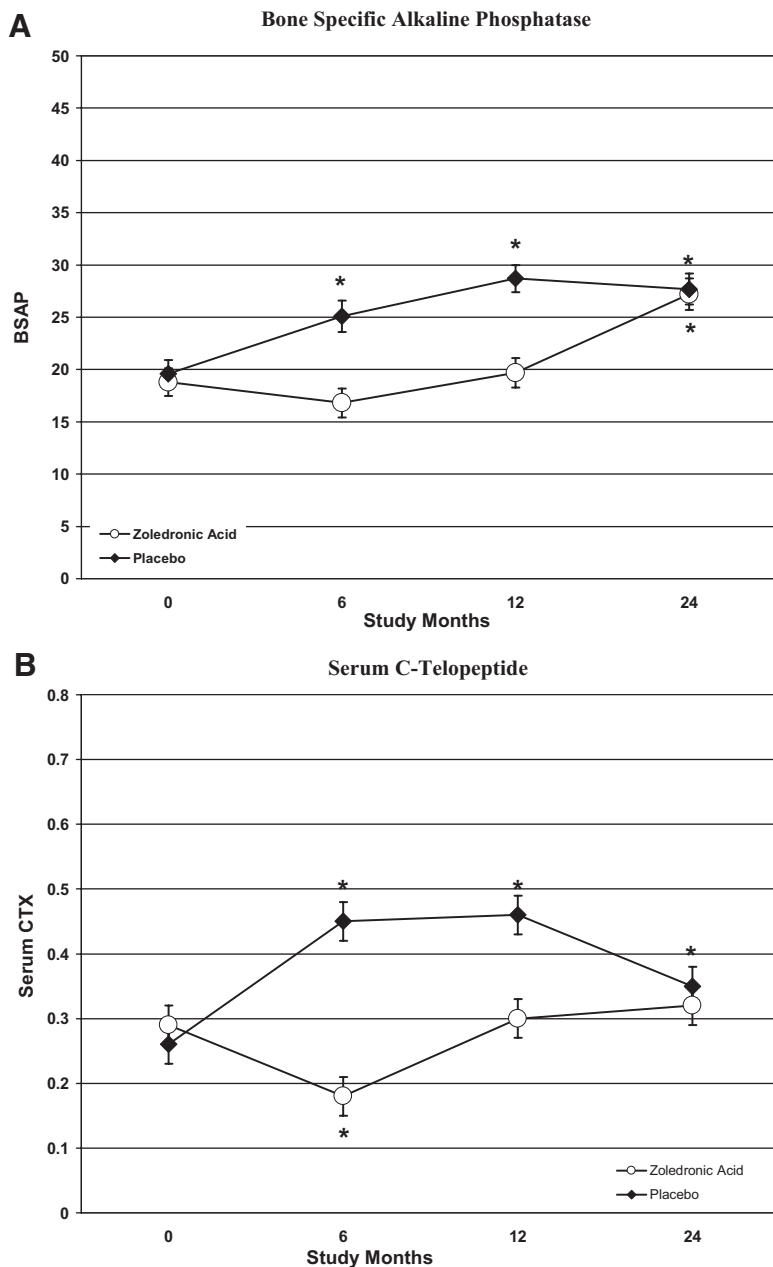 A
Bone Specific Alkaline Phosphatase
50
45
40
35
30
25
20
15
10
5
0
BSAP
*
*
*
*
Zoledronic Acid
Placebo
0 6 12 24
Study Months
B
Serum C-Telopeptide
0.8
0.7
0.6
0.5
0.4
0.3
0.2
0.1
0
Serum CTX
*
*
*
*
Zoledronic Acid
Placebo
0 6 12 24
Study Months